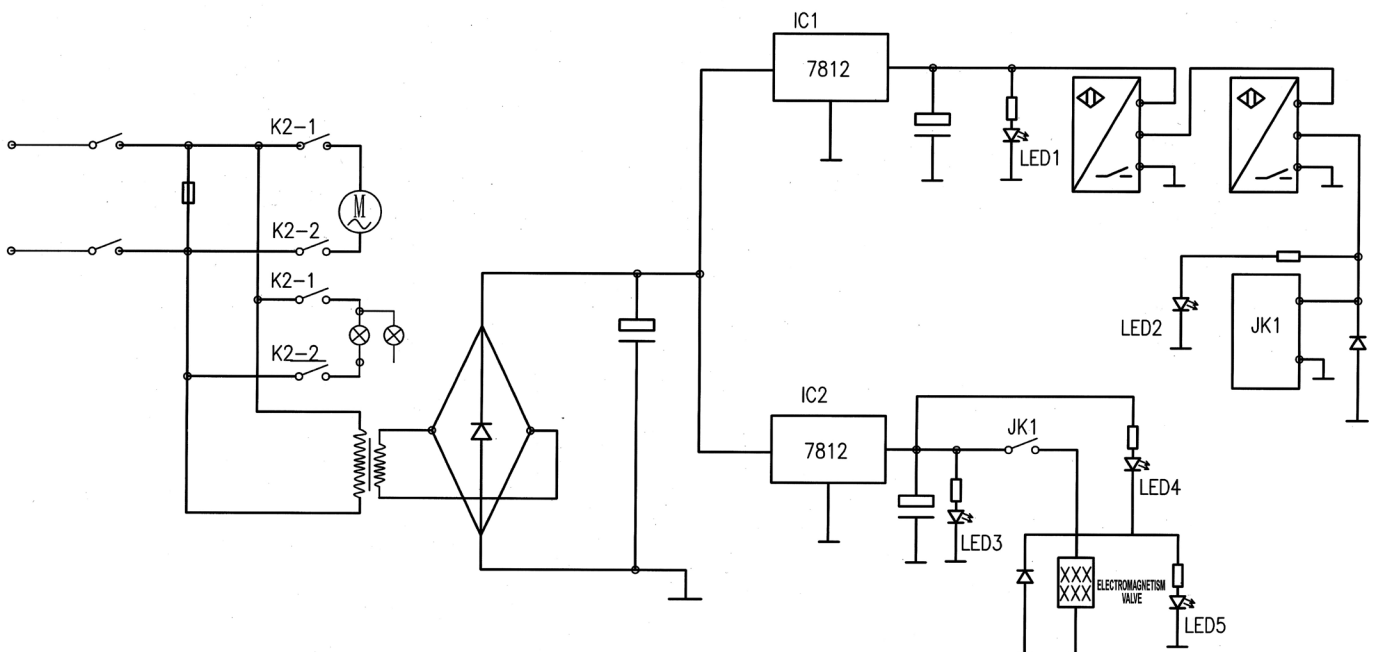 IC1
7812
LED1
K2-1
M
K2-2
K2-1
K2-2
LED2
JK1
IC2
7812
JK1
LED4
LED3
XXX
XXX
ELECTROMAGNETISM
VALVE
LED5